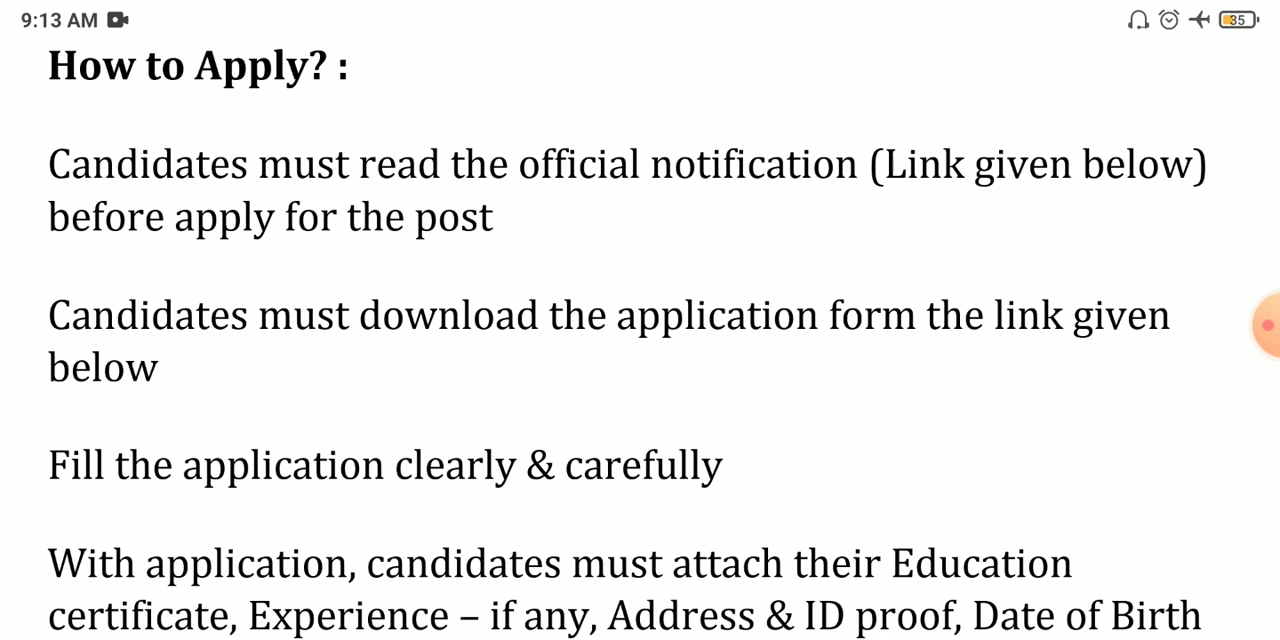 9:13 AM
35
How to Apply? :
Candidates must read the official notification (Link given below)
before apply for the post
Candidates must download the application form the link given
below
Fill the application clearly & carefully
With application, candidates must attach their Education
certificate, Experience – if any, Address & ID proof, Date of Birth